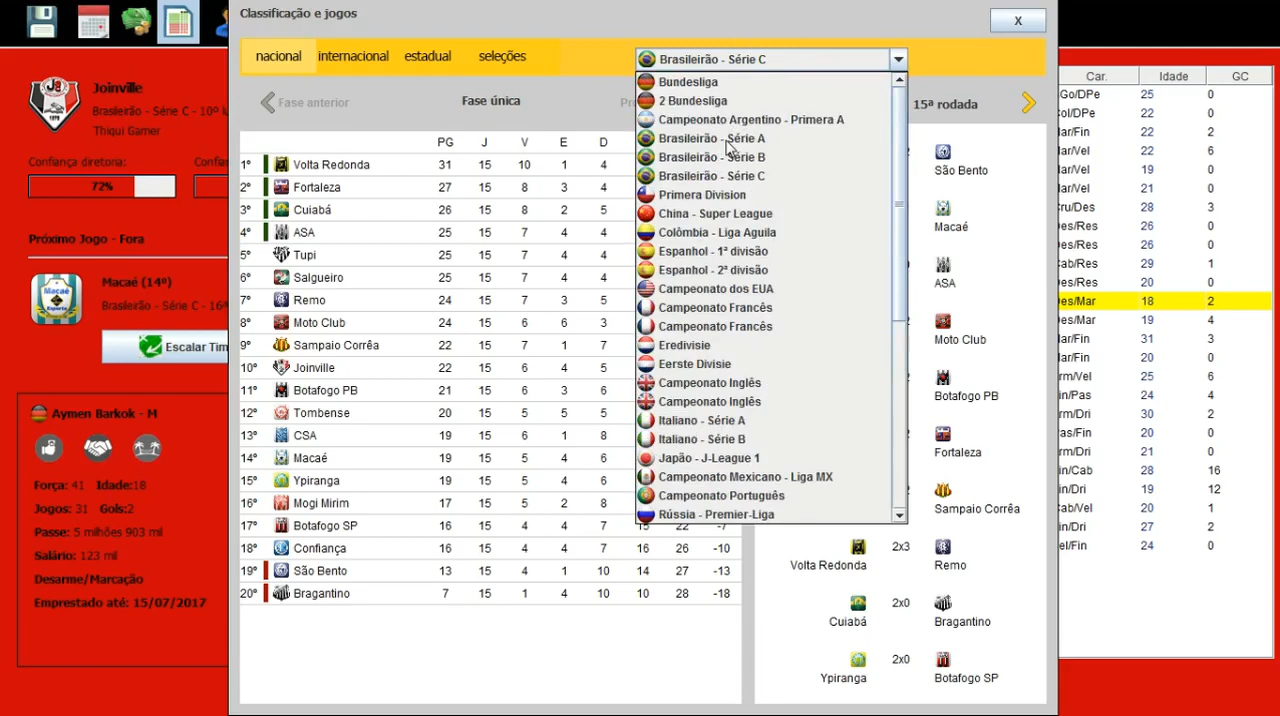 Classificação e jogos
X
nacional
internacional
estadual
seleções
Brasileirão - Série C
Fase anterior
Fase única
15ª rodada
Joinville
Brasileirão - Série C - 10º
Thiqui Gamer
Confiança diretoria:
72%
Próximo Jogo - Fora
Macaé (14º)
Brasileirão - Série C - 16ª
Escalar Tim
Aymen Barkok - M
Força: 41 Idade:18
Jogos: 31 Gols:2
Passe: 5 milhões 903 mil
Salário: 123 mil
Desarme/Marcação
Emprestado até: 15/07/2017
PG J V E D
1º Volta Redonda 31 15 10 1 4
2º Fortaleza 27 15 8 3 4
3º Cuiabá 26 15 8 2 5
4º ASA 25 15 7 4 4
5º Tupi 25 15 7 4 4
6º Salgueiro 25 15 7 4 4
7º Remo 24 15 7 3 5
8º Moto Club 24 15 6 6 3
9º Sampaio Corrêa 22 15 7 1 7
10º Joinville 22 15 6 4 5
11º Botafogo PB 21 15 6 3 6
12º Tombense 20 15 5 5 5
13º CSA 19 15 6 1 8
14º Macaé 19 15 5 4 6
15º Ypiranga 19 15 5 4 6
16º Mogi Mirim 17 15 5 2 8
17º Botafogo SP 16 15 4 4 7 15 22 -7
18º Confiança 16 15 4 4 7 16 26 -10
19º São Bento 13 15 4 1 10 14 27 -13
20º Bragantino 7 15 1 4 10 10 28 -18
Bundesliga
2 Bundesliga
Campeonato Argentino - Primera A
Brasileirão - Série A
Brasileirão - Série B
Brasileirão - Série C
Primera Division
China - Super League
Colômbia - Liga Aguila
Espanhol - 1ª divisão
Espanhol - 2ª divisão
Campeonato dos EUA
Campeonato Francês
Campeonato Francês
Eredivisie
Eerste Divisie
Campeonato Inglês
Campeonato Inglês
Italiano - Série A
Italiano - Série B
Japão - J-League 1
Campeonato Mexicano - Liga MX
Campeonato Português
Rússia - Premier-Liga
São Bento
Macaé
ASA
Moto Club
Botafogo PB
Fortaleza
Sampaio Corrêa
Volta Redonda 2x3 Remo
Cuiabá 2x0 Bragantino
Ypiranga 2x0 Botafogo SP
Car. Idade GC
Go/DPe 25 0
Col/DPe 22 0
Mar/Fin 22 2
Mar/Vel 22 6
Mar/Vel 19 0
Mar/Vel 21 0
Cru/Des 28 3
Des/Res 26 0
Des/Res 26 0
Cab/Res 29 1
Des/Res 20 0
Des/Mar 18 2
Des/Mar 19 4
Mar/Fin 31 3
Mar/Fin 20 0
rm/Vel 25 6
in/Pas 24 4
rm/Dri 30 2
Pas/Fin 20 0
rm/Dri 21 0
in/Cab 28 16
in/Dri 19 12
in/Dri 27 2
el/Fin 24 0